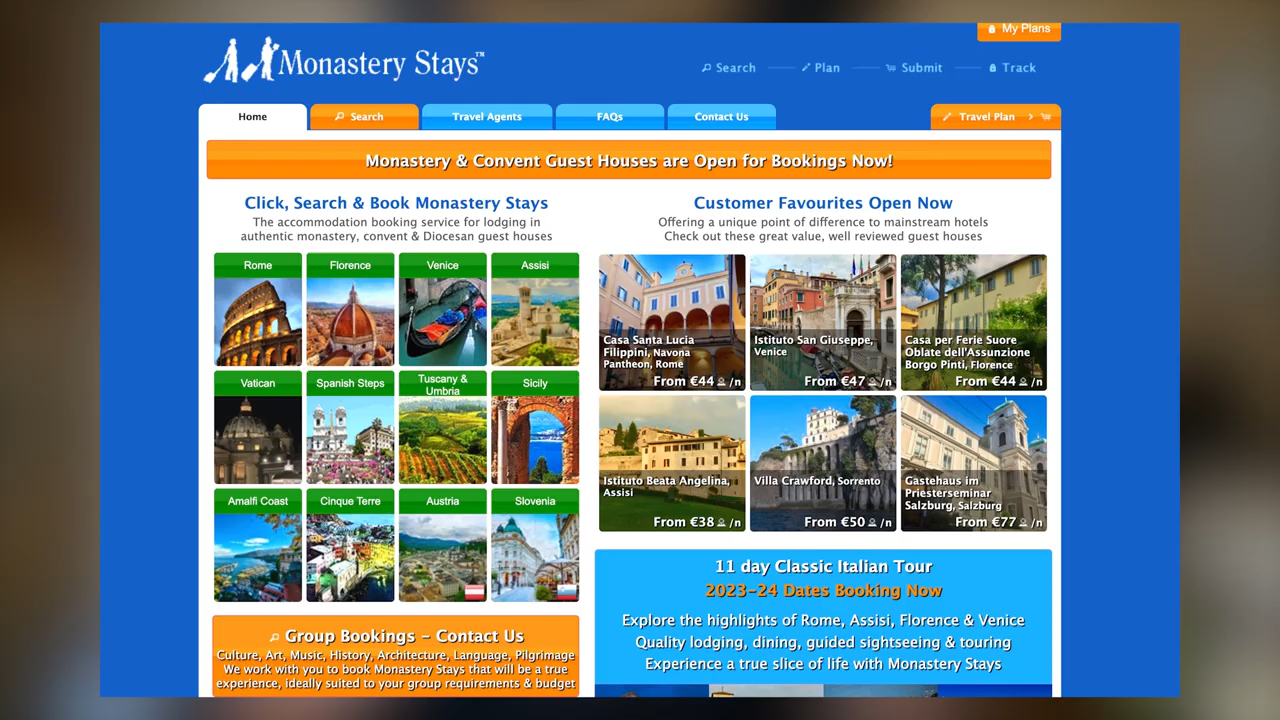 My Plans
Monastery Stays™
Search
Plan
Submit
Track
Home
Search
Travel Agents
FAQs
Contact Us
Travel Plan
Monastery & Convent Guest Houses are Open for Bookings Now!
Click, Search & Book Monastery Stays
The accommodation booking service for lodging in
authentic monastery, convent & Diocesan guest houses
Rome
Florence
Venice
Assisi
Vatican
Spanish Steps
Tuscany &
Umbria
Sicily
Amalfi Coast
Cinque Terre
Austria
Slovenia
Group Bookings - Contact Us
Culture, Art, Music, History, Architecture, Language, Pilgrimage
We work with you to book Monastery Stays that will be a true
experience, ideally suited to your group requirements & budget
Customer Favourites Open Now
Offering a unique point of difference to mainstream hotels
Check out these great value, well reviewed guest houses
Casa Santa Lucia
Filippini, Navona
Pantheon, Rome
From €44 /n
Istituto San Giuseppe,
Venice
From €47 /n
Casa per Ferie Suore
Oblate dell'Assunzione
Borgo Pinti, Florence
From €44 /n
Istituto Beata Angelina,
Assisi
From €38 /n
Villa Crawford, Sorrento
From €50 /n
Gastehaus im
Priesterseminar
Salzburg, Salzburg
From €77 /n
11 day Classic Italian Tour
2023-24 Dates Booking Now
Explore the highlights of Rome, Assisi, Florence & Venice
Quality lodging, dining, guided sightseeing & touring
Experience a true slice of life with Monastery Stays